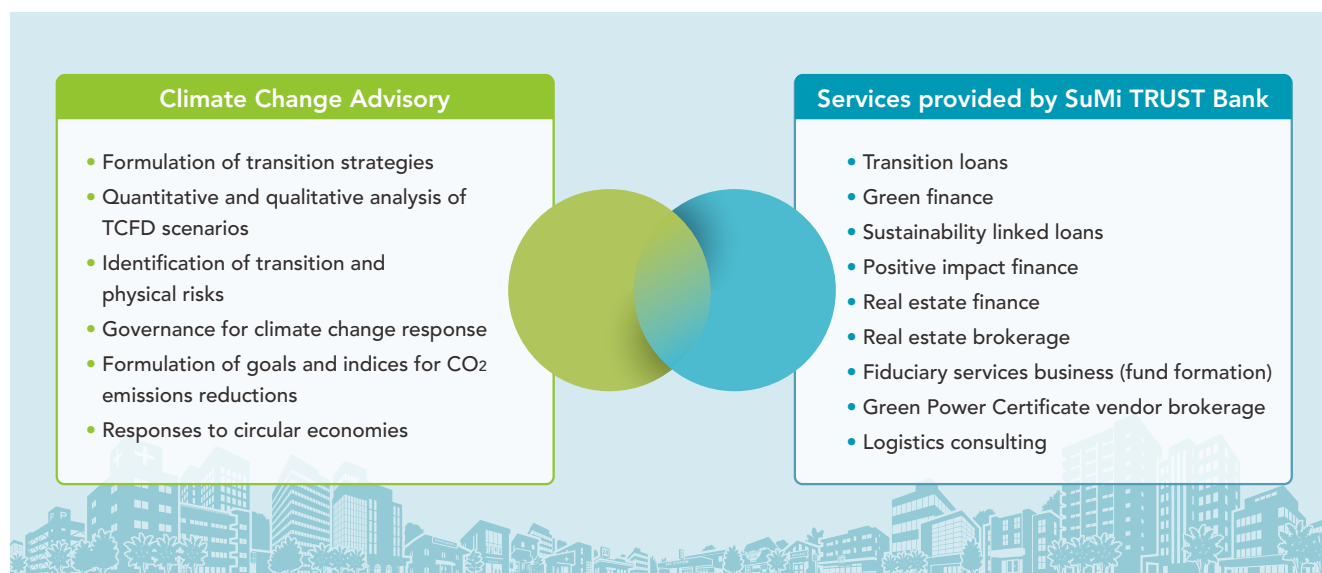 Climate Change Advisory
• Formulation of transition strategies
• Quantitative and qualitative analysis of
TCFD scenarios
• Identification of transition and
physical risks
• Governance for climate change response
• Formulation of goals and indices for CO2
emissions reductions
• Responses to circular economies
Services provided by SuMi TRUST Bank
• Transition loans
• Green finance
• Sustainability linked loans
• Positive impact finance
• Real estate finance
• Real estate brokerage
• Fiduciary services business (fund formation)
• Green Power Certificate vendor brokerage
• Logistics consulting